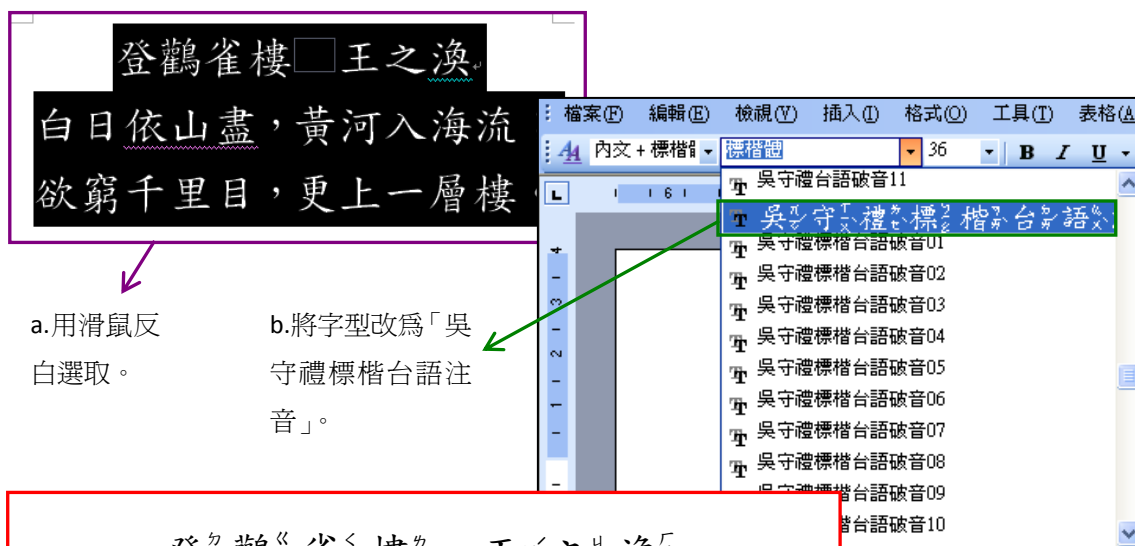 登鸛雀樓 王之渙
白日依山盡，黃河入海流
欲窮千里目，更上一層樓
a.用滑鼠反
白選取。
b.將字型改為「吳
守禮標楷台語注
音」。
檔案(F) 編輯(E) 檢視(V) 插入(I) 格式(O) 工具(T) 表格(A
內文 + 標楷 標楷體 36 B I U
6
吳守禮台語破音11
吳守禮標楷台語
吳守禮標楷台語破音01
吳守禮標楷台語破音02
吳守禮標楷台語破音03
吳守禮標楷台語破音04
吳守禮標楷台語破音05
吳守禮標楷台語破音06
吳守禮標楷台語破音07
吳守禮標楷台語破音08
吳守禮標楷台語破音09
楷台語破音10
4
2
登鸛雀樓 王之渙